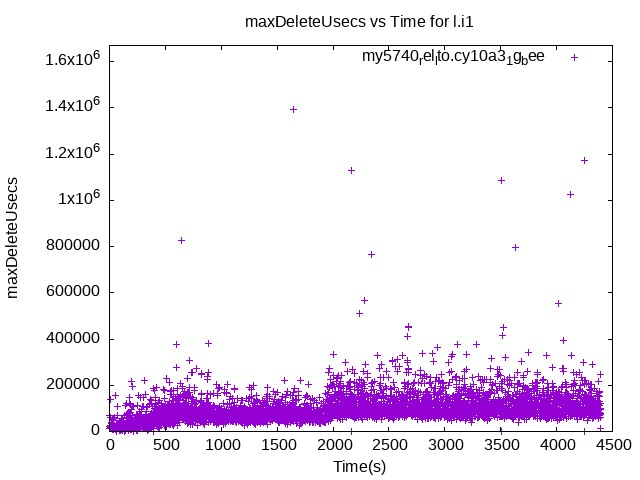 maxDeleteUsecs vs Time for l.i1
my5740_rel_lto.cy10a3_1g_bee
1.6x10^6
1.4x10^6
1.2x10^6
1x10^6
800000
600000
400000
200000
0
maxDeleteUsecs
0 500 1000 1500 2000 2500 3000 3500 4000 4500
Time(s)